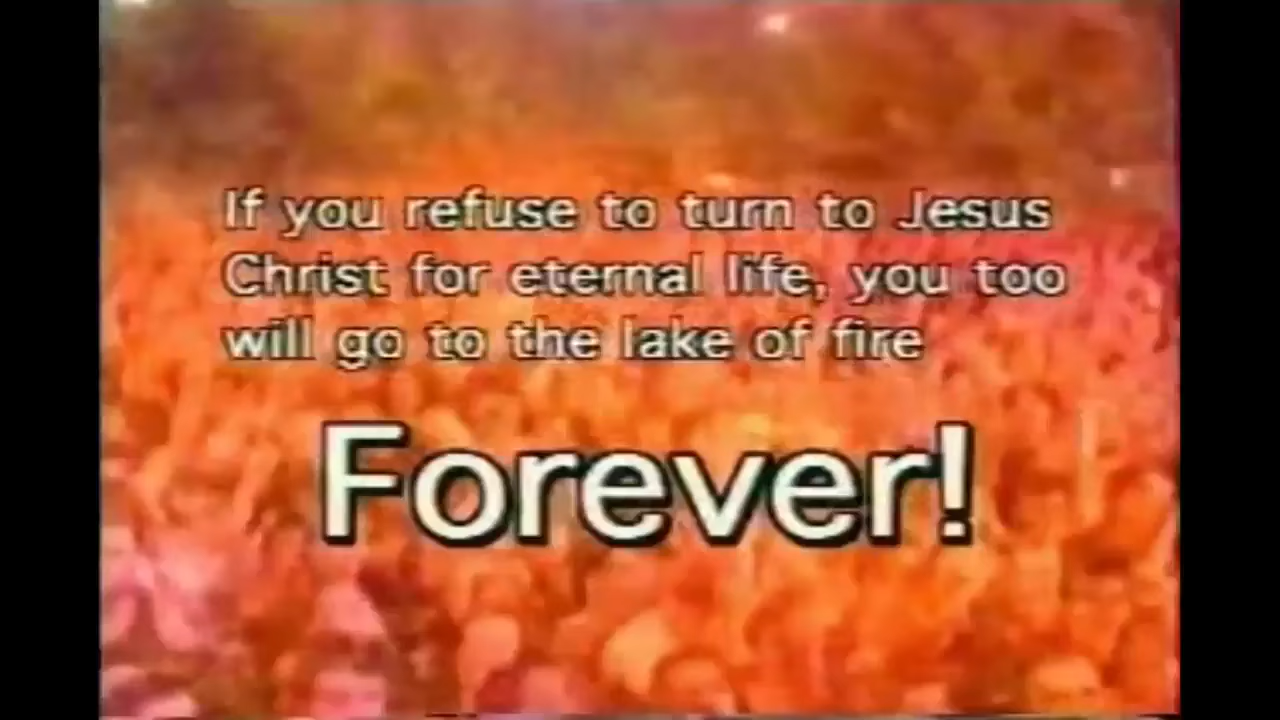 If you refuse to turn to Jesus
Christ for eternal life, you too
will go to the lake of fire
Forever!